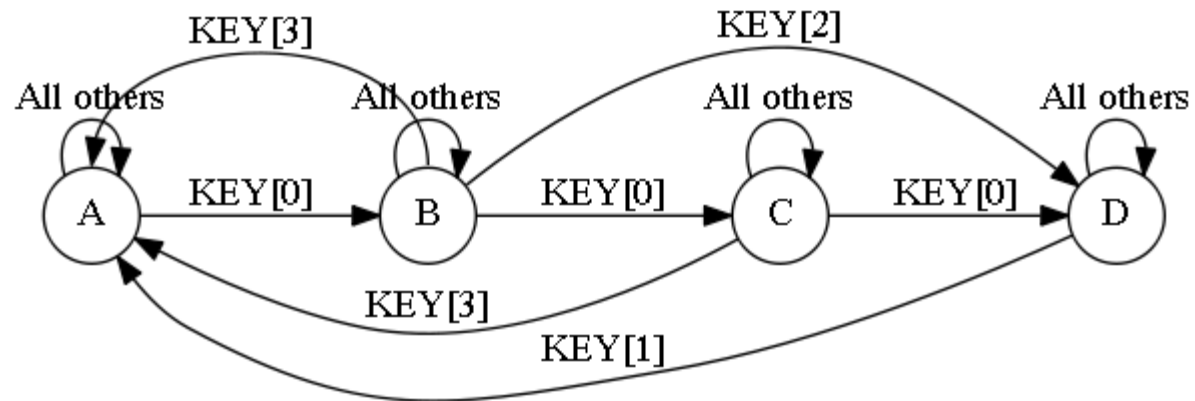 KEY[3]
KEY[2]
All others
All others
All others
All others
A
KEY[0]
B
KEY[0]
C
KEY[0]
D
KEY[3]
KEY[1]